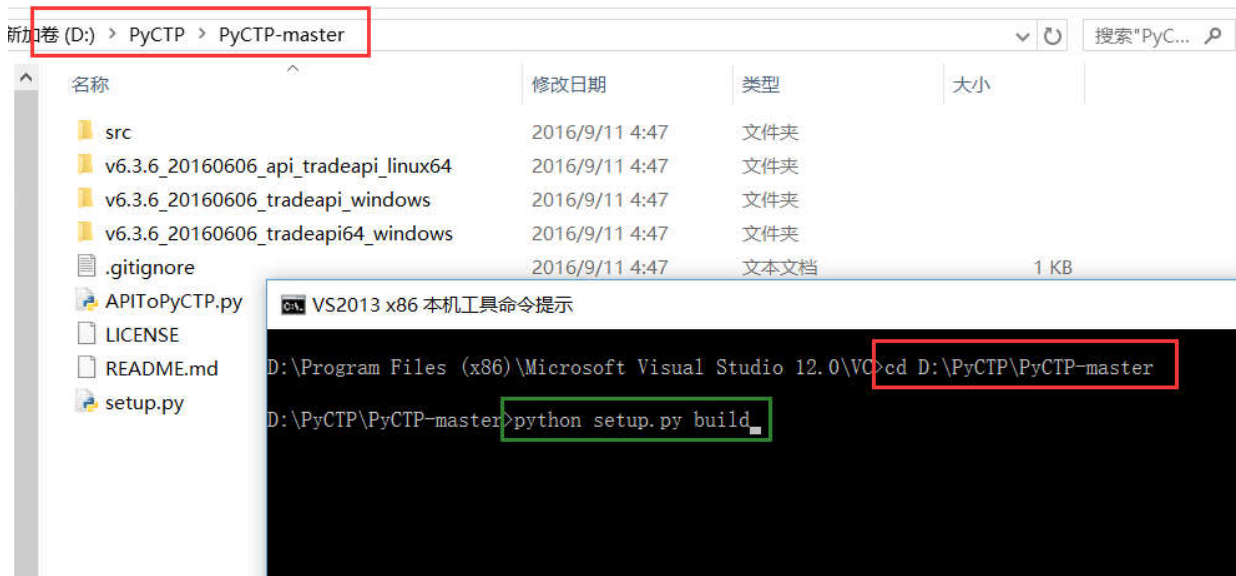 新加卷 (D:) > PyCTP > PyCTP-master
搜索"PyC...
名称 修改日期 类型 大小
src 2016/9/11 4:47 文件夹
v6.3.6_20160606_api_tradeapi_linux64 2016/9/11 4:47 文件夹
v6.3.6_20160606_tradeapi_windows 2016/9/11 4:47 文件夹
v6.3.6_20160606_tradeapi64_windows 2016/9/11 4:47 文件夹
.gitignore 2016/9/11 4:47 文本文档 1 KB
APIToPyCTP.py
LICENSE
README.md
setup.py
VS2013 x86 本机工具命令提示
D:\Program Files (x86)\Microsoft Visual Studio 12.0\VC>cd D:\PyCTP\PyCTP-master
D:\PyCTP\PyCTP-master>python setup.py build